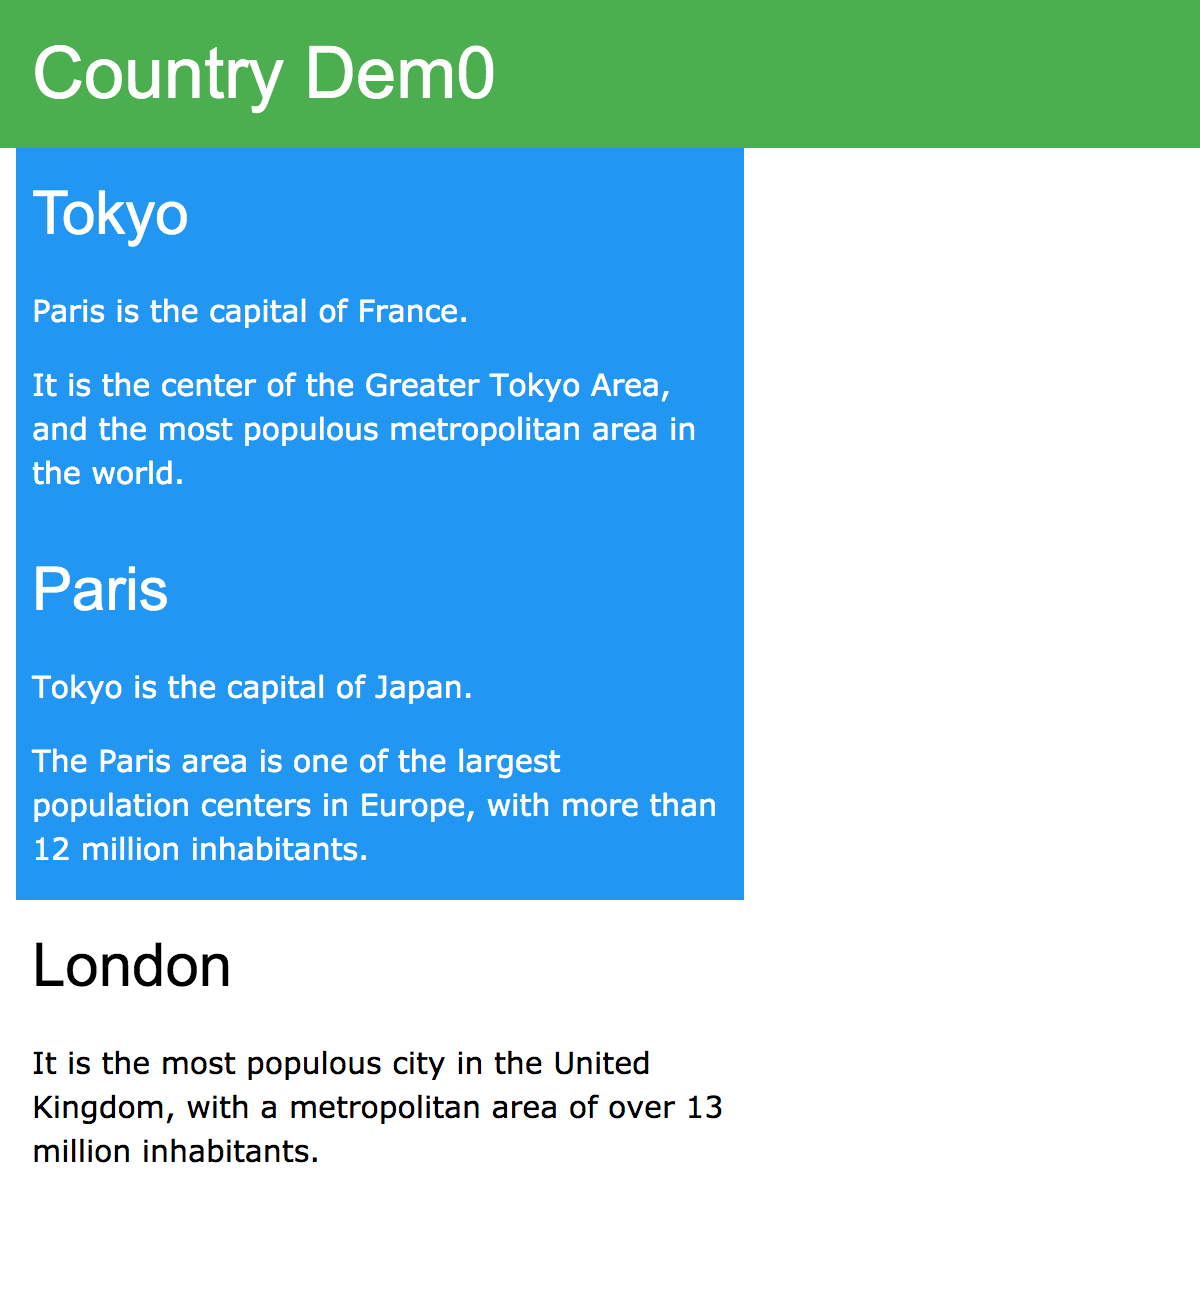 Country Dem0
Tokyo
Paris is the capital of France.
It is the center of the Greater Tokyo Area,
and the most populous metropolitan area in
the world.
Paris
Tokyo is the capital of Japan.
The Paris area is one of the largest
population centers in Europe, with more than
12 million inhabitants.
London
It is the most populous city in the United
Kingdom, with a metropolitan area of over 13
million inhabitants.